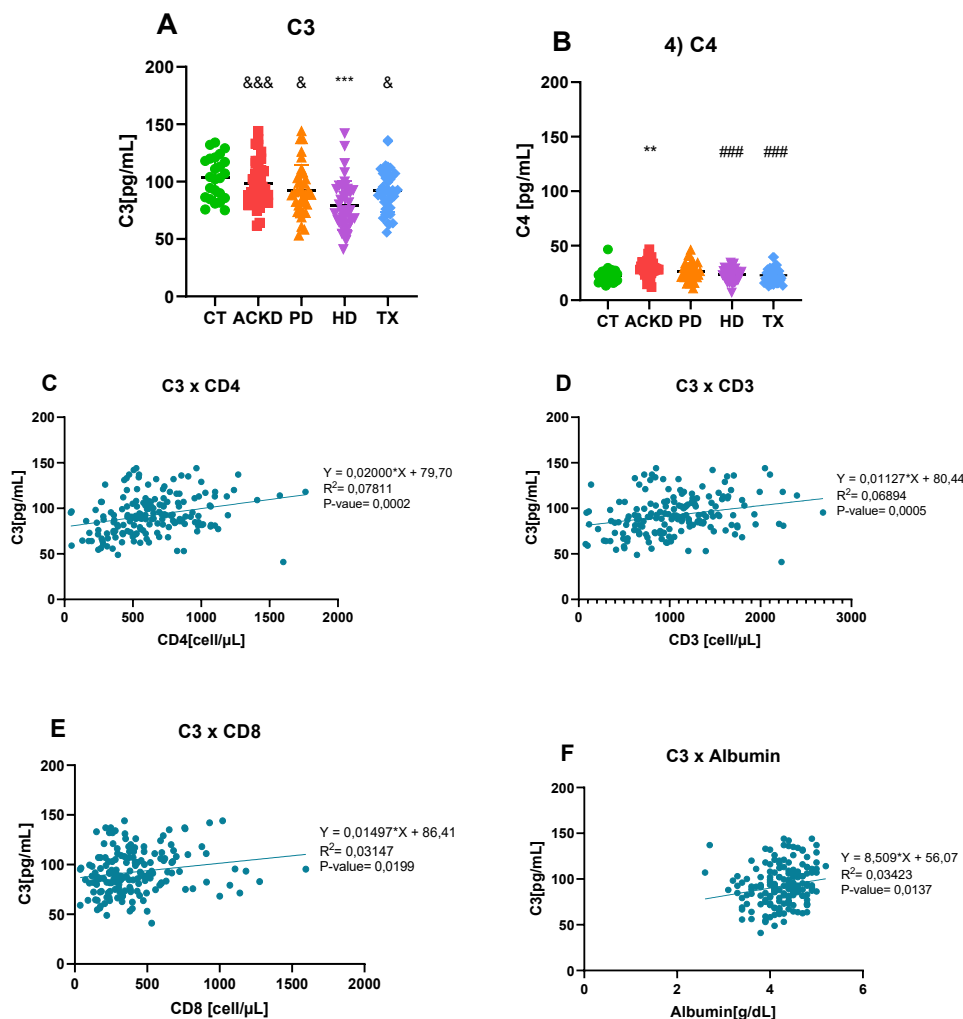 A
C3
C3[pg/mL]
200
150
100
50
0
&&&
&
***
&
CT
ACKD
PD
HD
TX
B
4) C4
C4 [pg/mL]
200
150
100
50
0
**
###
###
CT
ACKD
PD
HD
TX
C
C3 x CD4
C3[pg/mL]
200
150
100
50
0
Y = 0,02000*X + 79,70
R²= 0,07811
P-vaue= 0,0002
0
500
1000
1500
2000
CD4[cell/µL]
D
C3 x CD3
C3[pg/mL]
200
150
100
50
0
Y = 0,01127*X + 80,44
R²= 0,06894
P-value= 0,0005
0
1000
2000
3000
CD3 [cell/µL]
E
C3 x CD8
C3[pg/mL]
200
150
100
50
0
Y = 0,01497*X + 86,41
R²= 0,03147
P-value= 0,0199
0
500
1000
1500
2000
CD8 [cell/µL]
F
C3 x Albumin
C3[pg/mL]
200
150
100
50
0
Y = 8,509*X + 56,07
R²= 0,03423
P-value= 0,0137
0
2
4
6
Albumin[g/dL]